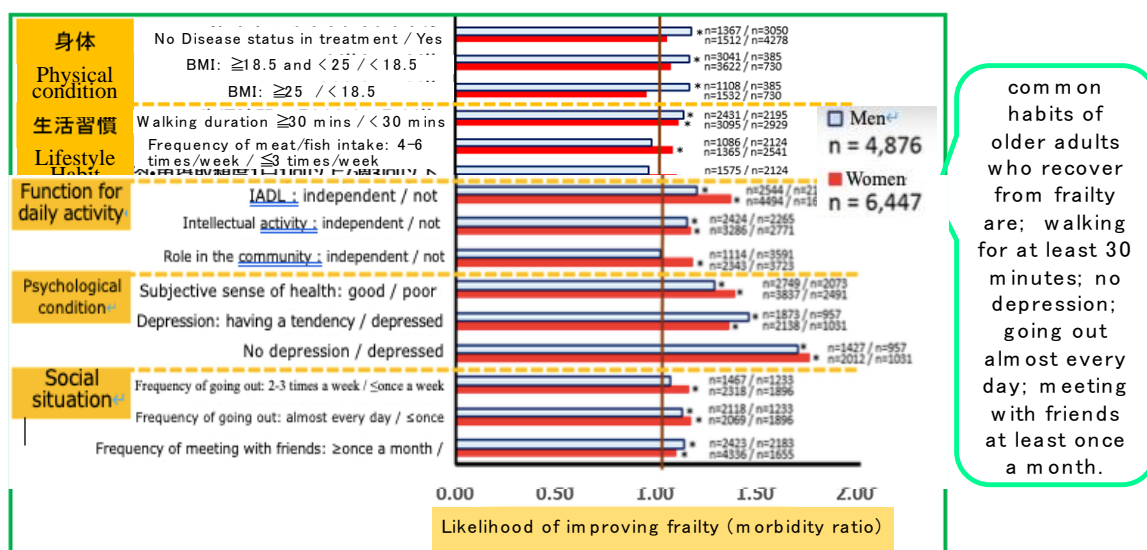 身体
Physical
condition
No Disease status in treatment / Yes
*n=1367 / n=3050
n=1512 / n=4278
BMI: ≧18.5 and <25 / <18.5
*n=3041 / n=385
n=3622 / n=730
BMI: ≧25 / <18.5
*n=1108 / n=385
n=1532 / n=730
生活習慣
Lifestyle
Habit
Walking duration ≧30 mins / <30 mins
* n=2431 / n=2195
* n=3095 / n=2929
Frequency of meat/fish intake: 4-6
times/week / ≦3 times/week
n=1086 / n=2124
* n=1365 / n=2541
n=1575 / n=2124
Function for
daily activity
IADL : independent / not
* n=2544 / n=21
* n=4494 / n=16
Intellectual activity : independent / not
* n=2424 / n=2265
* n=3286 / n=2771
Role in the community : independent / not
n=1114 / n=3591
* n=2343 / n=3723
Psychological
condition
Subjective sense of health: good / poor
* n=2749 / n=2073
* n=3837 / n=2491
Depression: having a tendency / depressed
* n=1873 / n=957
* n=2138 / n=1031
No depression / depressed
* n=1427 / n=957
* n=2012 / n=1031
Social
situation
Frequency of going out: 2-3 times a week / ≤once a week
n=1467 / n=1233
* n=2318 / n=1896
Frequency of going out: almost every day / ≤once
* n=2118 / n=1233
* n=2069 / n=1896
Frequency of meeting with friends: ≥once a month /
* n=2423 / n=2183
* n=4336 / n=1655
0.00 0.50 1.00 1.50 2.00
Likelihood of improving frailty (morbidity ratio)
Men
n = 4,876
Women
n = 6,447
common
habits of
older adults
who recover
from frailty
are; walking
for at least 30
minutes; no
depression;
going out
almost every
day; meeting
with friends
at least once
a month.